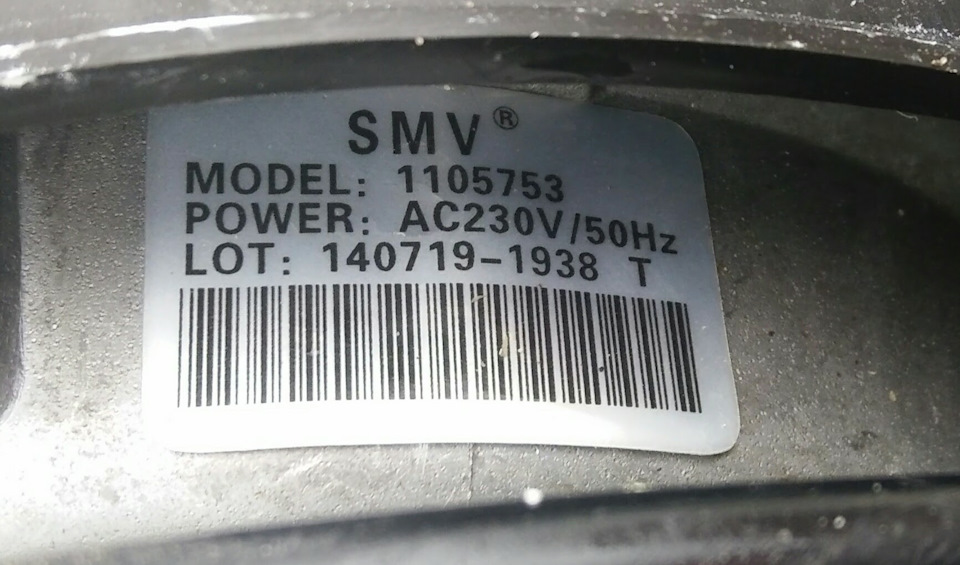 SMV®
MODEL: 1105753
POWER: AC230V/50Hz
LOT: 140719-1938 T